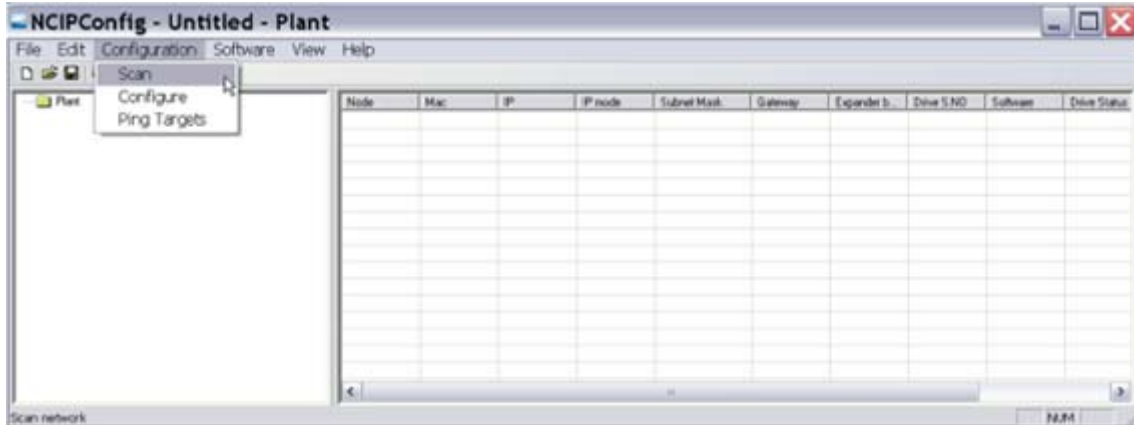 NCIPConfig - Untitled - Plant
File Edit Configuration Software View Help
Scan
Configure
Ping Targets
Plant
Node Mac IP IP node Subnet Mask Gateway Expander b... Drive S.NO Software Drive Status
Scan network
NUM